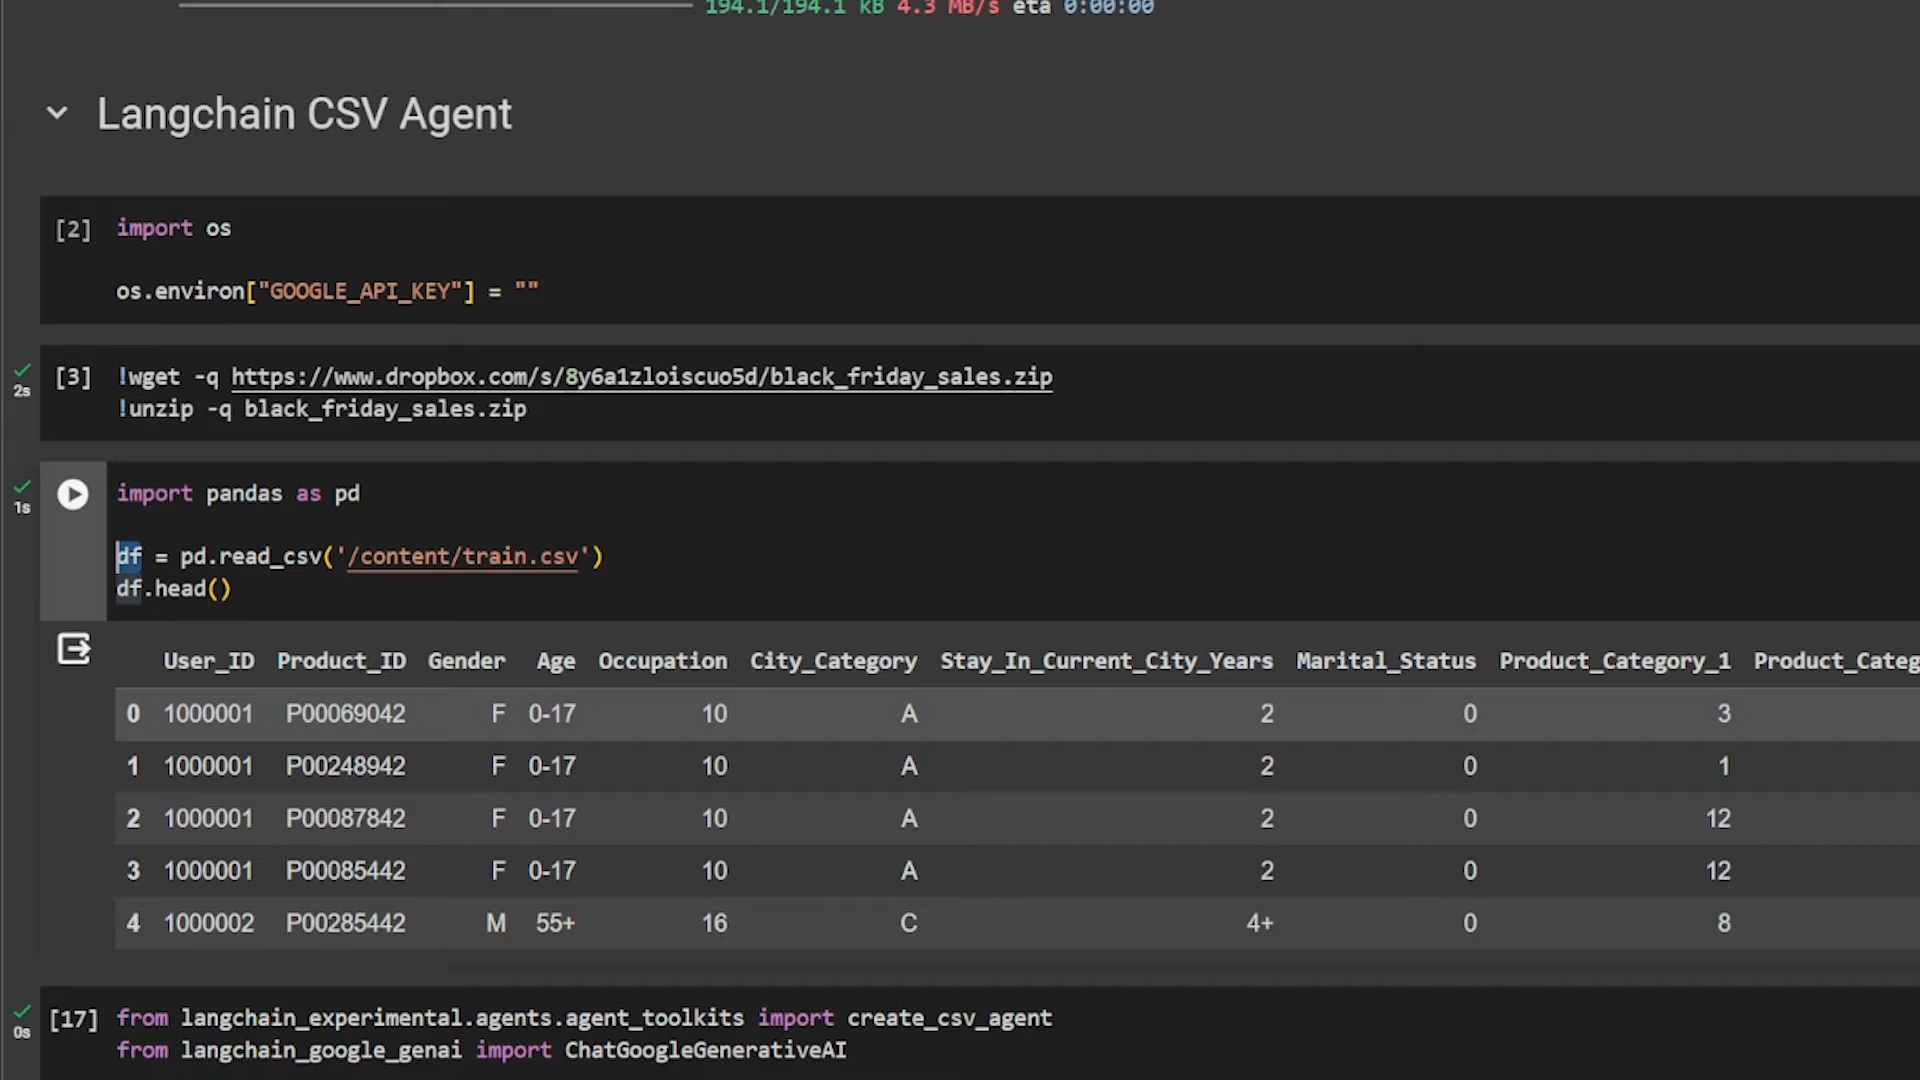 194.1/194.1 kB 4.3 MB/s eta 0:00:00
Langchain CSV Agent
[2] import os
os.environ["GOOGLE_API_KEY"] = ""
2s [3] !wget -q https://www.dropbox.com/s/8y6a1zloiscuo5d/black_friday_sales.zip
!unzip -q black_friday_sales.zip
1s import pandas as pd
df = pd.read_csv('/content/train.csv')
df.head()
User_ID Product_ID Gender Age Occupation City_Category Stay_In_Current_City_Years Marital_Status Product_Category_1 Product_Categ
0 1000001 P00069042 F 0-17 10 A 2 0 3
1 1000001 P00248942 F 0-17 10 A 2 0 1
2 1000001 P00087842 F 0-17 10 A 2 0 12
3 1000001 P00085442 F 0-17 10 A 2 0 12
4 1000002 P00285442 M 55+ 16 C 4+ 0 8
0s [17] from langchain_experimental.agents.agent_toolkits import create_csv_agent
from langchain_google_genai import ChatGoogleGenerativeAI